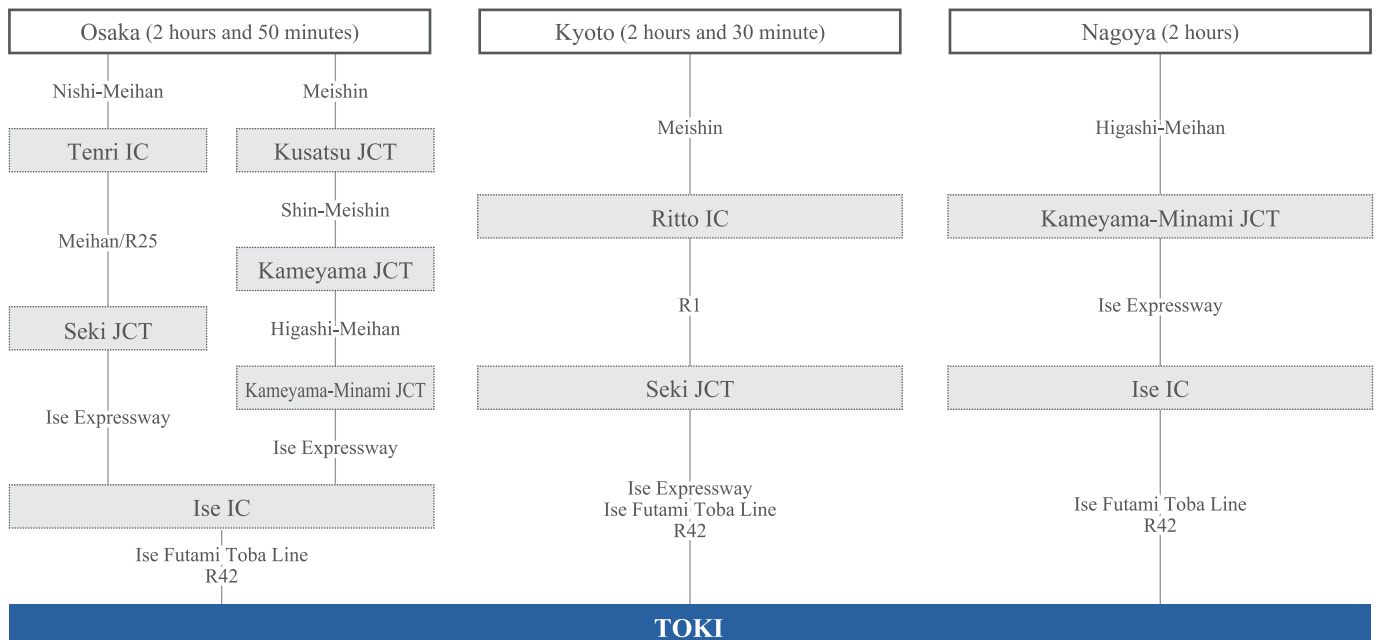 Osaka (2 hours and 50 minutes)
Nishi-Meihan
Tenri IC
Meihan/R25
Seki JCT
Ise Expressway
Meishin
Kusatsu JCT
Shin-Meishin
Kameyama JCT
Higashi-Meihan
Kameyama-Minami JCT
Ise Expressway
Ise IC
Ise Futami Toba Line
R42
Kyoto (2 hours and 30 minute)
Meishin
Ritto IC
R1
Seki JCT
Ise Expressway
Ise Futami Toba Line
R42
Nagoya (2 hours)
Higashi-Meihan
Kameyama-Minami JCT
Ise Expressway
Ise IC
Ise Futami Toba Line
R42
TOKI